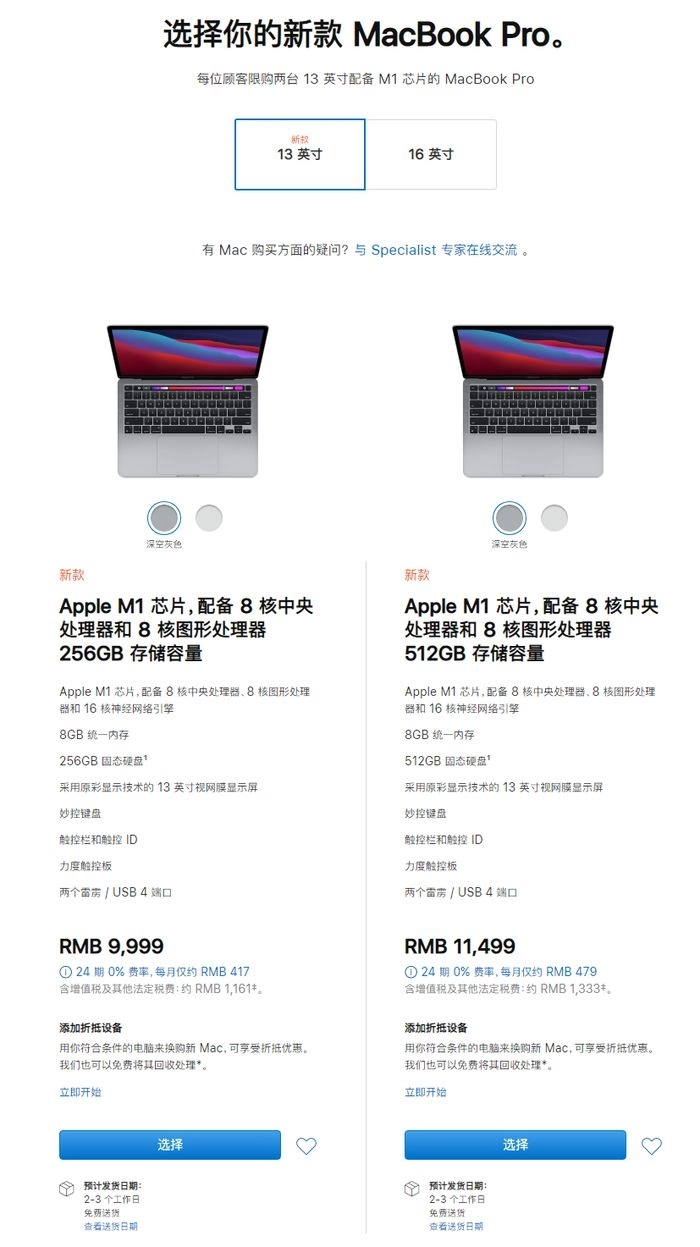 选择你的新款 MacBook Pro。
每位顾客限购两台 13 英寸配备 M1 芯片的 MacBook Pro
新款
13 英寸
16 英寸
有 Mac 购买方面的疑问？与 Specialist 专家在线交流 。
深空灰色
新款
Apple M1 芯片，配备 8 核中央
处理器和 8 核图形处理器
256GB 存储容量
Apple M1 芯片，配备 8 核中央处理器、8 核图形处理
器和 16 核神经网络引擎
8GB 统一内存
256GB 固态硬盘¹
采用原彩显示技术的 13 英寸视网膜显示屏
妙控键盘
触控栏和触控 ID
力度触控板
两个雷雳 / USB 4 端口
RMB 9,999
24 期 0% 费率，每月仅约 RMB 417
含增值税及其他法定税费：约 RMB 1,161‡。
添加折抵设备
用你符合条件的电脑来换购新 Mac，可享受折抵优惠。
我们也可以免费将其回收处理*。
立即开始
选择
预计发货日期：
2-3 个工作日
免费送货
查看送货日期
深空灰色
新款
Apple M1 芯片，配备 8 核中央
处理器和 8 核图形处理器
512GB 存储容量
Apple M1 芯片，配备 8 核中央处理器、8 核图形处理
器和 16 核神经网络引擎
8GB 统一内存
512GB 固态硬盘¹
采用原彩显示技术的 13 英寸视网膜显示屏
妙控键盘
触控栏和触控 ID
力度触控板
两个雷雳 / USB 4 端口
RMB 11,499
24 期 0% 费率，每月仅约 RMB 479
含增值税及其他法定税费：约 RMB 1,333‡。
添加折抵设备
用你符合条件的电脑来换购新 Mac，可享受折抵优惠。
我们也可以免费将其回收处理*。
立即开始
选择
预计发货日期：
2-3 个工作日
免费送货
查看送货日期